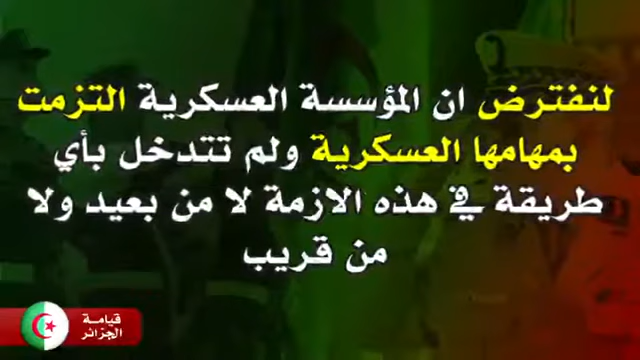 لنفترض ان المؤسسة العسكرية التزمت
بمهامها العسكرية ولم تتدخل بأي
طريقة في هذه الازمة لا من بعيد ولا
من قريب
قيامة
الجزائر